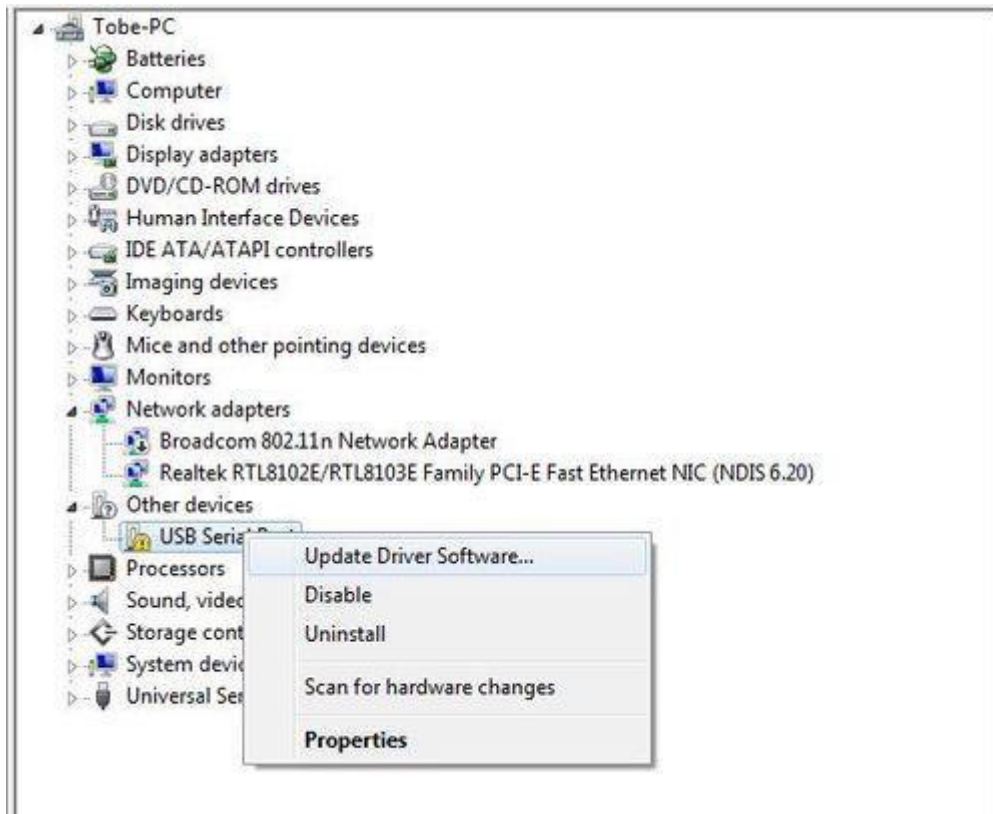 Tobe-PC
Batteries
Computer
Disk drives
Display adapters
DVD/CD-ROM drives
Human Interface Devices
IDE ATA/ATAPI controllers
Imaging devices
Keyboards
Mice and other pointing devices
Monitors
Network adapters
Broadcom 802.11n Network Adapter
Realtek RTL8102E/RTL8103E Family PCI-E Fast Ethernet NIC (NDIS 6.20)
Other devices
USB Serial Port
Update Driver Software...
Processors
Disable
Sound, videc
Uninstall
Storage cont
System devic
Scan for hardware changes
Universal Ser
Properties